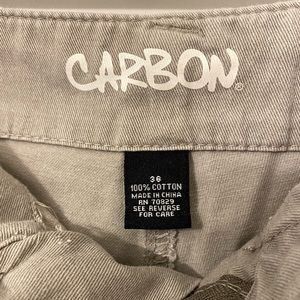 CARBON®
36
100% COTTON
MADE IN CHINA
RN 70829
SEE REVERSE
FOR CARE